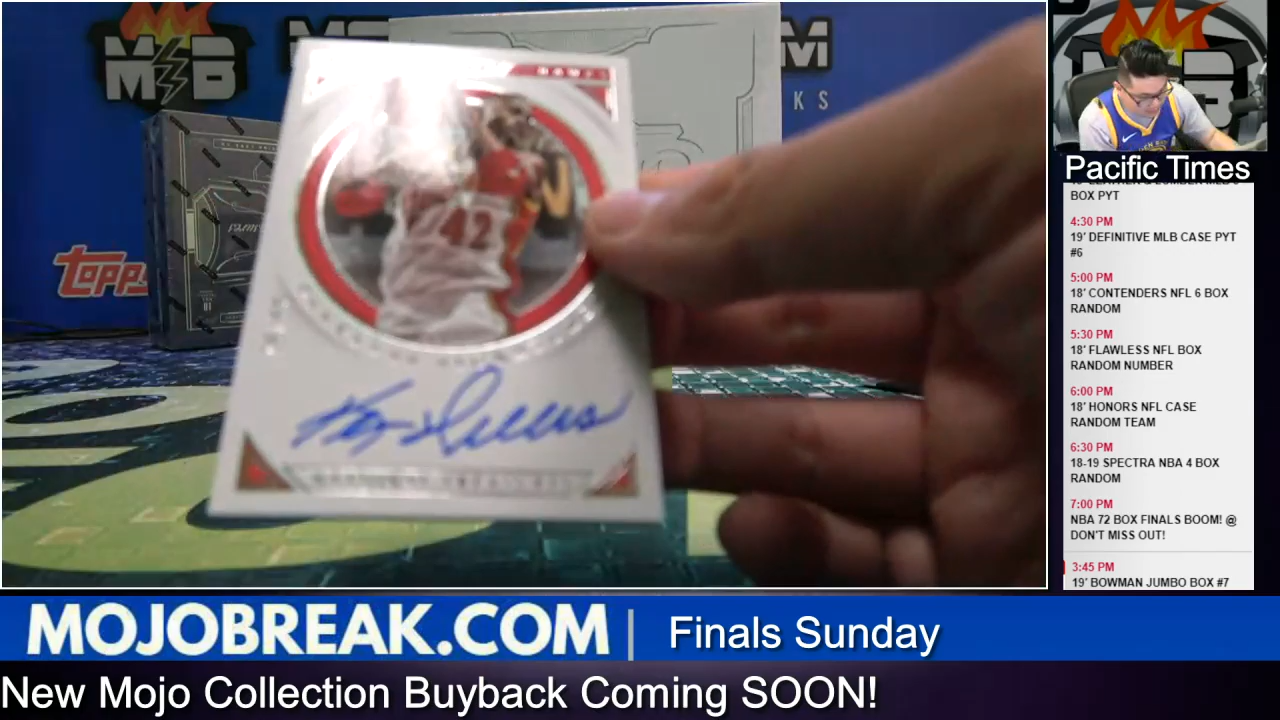 MSB
M
M
K S
topps
42
Pacific Times
BOX PYT
4:30 PM
19' DEFINITIVE MLB CASE PYT
#6
5:00 PM
18' CONTENDERS NFL 6 BOX
RANDOM
5:30 PM
18' FLAWLESS NFL BOX
RANDOM NUMBER
6:00 PM
18' HONORS NFL CASE
RANDOM TEAM
6:30 PM
18-19 SPECTRA NBA 4 BOX
RANDOM
7:00 PM
NBA 72 BOX FINALS BOOM! @
DON'T MISS OUT!
3:45 PM
19' BOWMAN JUMBO BOX #7
MOJOBREAK.COM | Finals Sunday
New Mojo Collection Buyback Coming SOON!